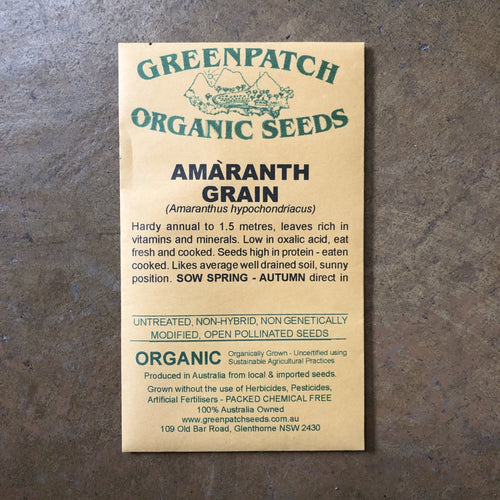 GREENPATCH
ORGANIC SEEDS
AMÀRANTH
GRAIN
(Amaranthus hypochondriacus)
Hardy annual to 1.5 metres, leaves rich in
vitamins and minerals. Low in oxalic acid, eat
fresh and cooked. Seeds high in protein - eaten
cooked. Likes average well drained soil, sunny
position. SOW SPRING - AUTUMN direct in
UNTREATED, NON-HYBRID, NON GENETICALLY
MODIFIED, OPEN POLLINATED SEEDS
ORGANIC Organically Grown - Uncertified using
Sustainable Agricultural Practices
Produced in Australia from local & imported seeds.
Grown without the use of Herbicides, Pesticides,
Artificial Fertilisers - PACKED CHEMICAL FREE
100% Australia Owned
www.greenpatchseeds.com.au
109 Old Bar Road, Glenthorne NSW 2430